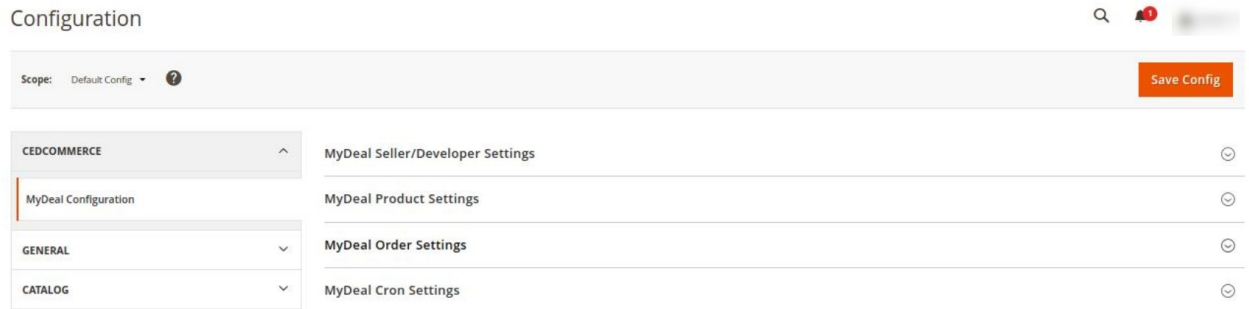 Configuration
1
Scope: Default Config ?
Save Config
CEDCOMMERCE
MyDeal Configuration
GENERAL
CATALOG
MyDeal Seller/Developer Settings
MyDeal Product Settings
MyDeal Order Settings
MyDeal Cron Settings